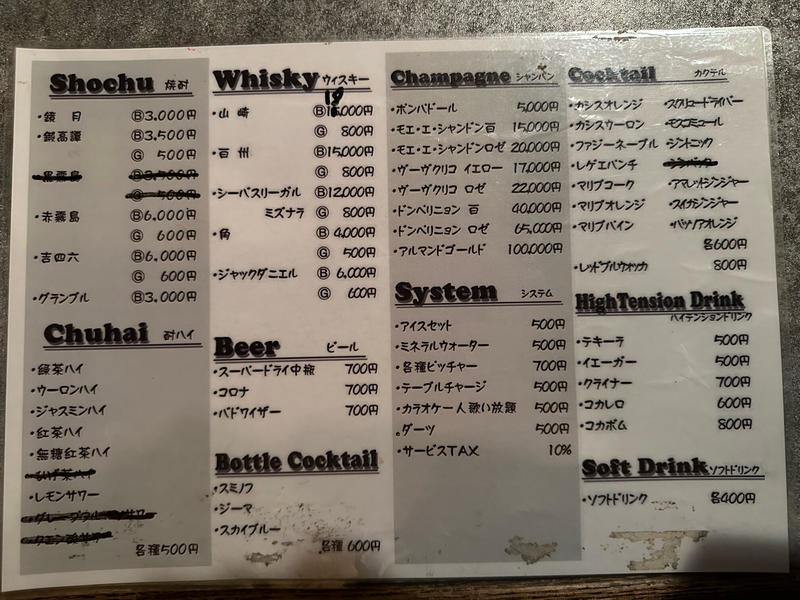 Shochu 焼酎
・鏡月 Ⓑ3,000円
・鍛高譚 Ⓑ3,500円
Ⓖ 500円
・黒霧島 Ⓑ3,500円
Ⓖ 500円
・赤霧島 Ⓑ6,000円
Ⓖ 600円
・吉四六 Ⓑ6,000円
Ⓖ 600円
・グランブル Ⓑ3,000円
Chuhai 酎ハイ
・緑茶ハイ
・ウーロンハイ
・ジャスミンハイ
・紅茶ハイ
・無糖紅茶ハイ
・レモンサワー
各種500円
Whisky ウィスキー
・山崎 Ⓑ18,000円
Ⓖ 800円
・白州 Ⓑ15,000円
Ⓖ 800円
・シーバスリーガル Ⓑ12,000円
ミズナラ Ⓖ 800円
・角 Ⓑ 4,000円
Ⓖ 500円
・ジャックダニエル Ⓑ 6,000円
Ⓖ 600円
Beer ビール
・スーパードライ中瓶 700円
・コロナ 700円
・バドワイザー 700円
Bottle Cocktail
・スミノフ
・ジーマ
・スカイブルー
各種 600円
Champagne シャンパン
・ボンバドール 5,000円
・モエ・エ・シャンドン白 15,000円
・モエ・エ・シャンドンロゼ 20,000円
・ヴーヴクリコ イエロー 17,000円
・ヴーヴクリコ ロゼ 22,000円
・ドンペリニョン 白 40,000円
・ドンペリニョン ロゼ 65,000円
・アルマンドゴールド 100,000円
System システム
・アイスセット 500円
・ミネラルウォーター 500円
・各種ピッチャー 700円
・テーブルチャージ 500円
・カラオケ一人歌い放題 500円
。ダーツ 500円
・サービスTAX 10%
Cocktail カクテル
・カシスオレンジ ・スクリュードライバー
・カシスウーロン ・モスコミュール
・ファジーネーブル ・ジントニック
・レゲエパンチ
・マリブコーク ・アマレットジンジャー
・マリブオレンジ ・スイカジンジャー
・マリブパイン ・パッソアオレンジ
各600円
・レッドブルウォッカ 800円
HighTension Drink
ハイテンションドリンク
・テキーラ 500円
・イエーガー 500円
・クライナー 700円
・コカレロ 600円
・コカボム 800円
Soft Drink ソフトドリンク
・ソフトドリンク 各400円